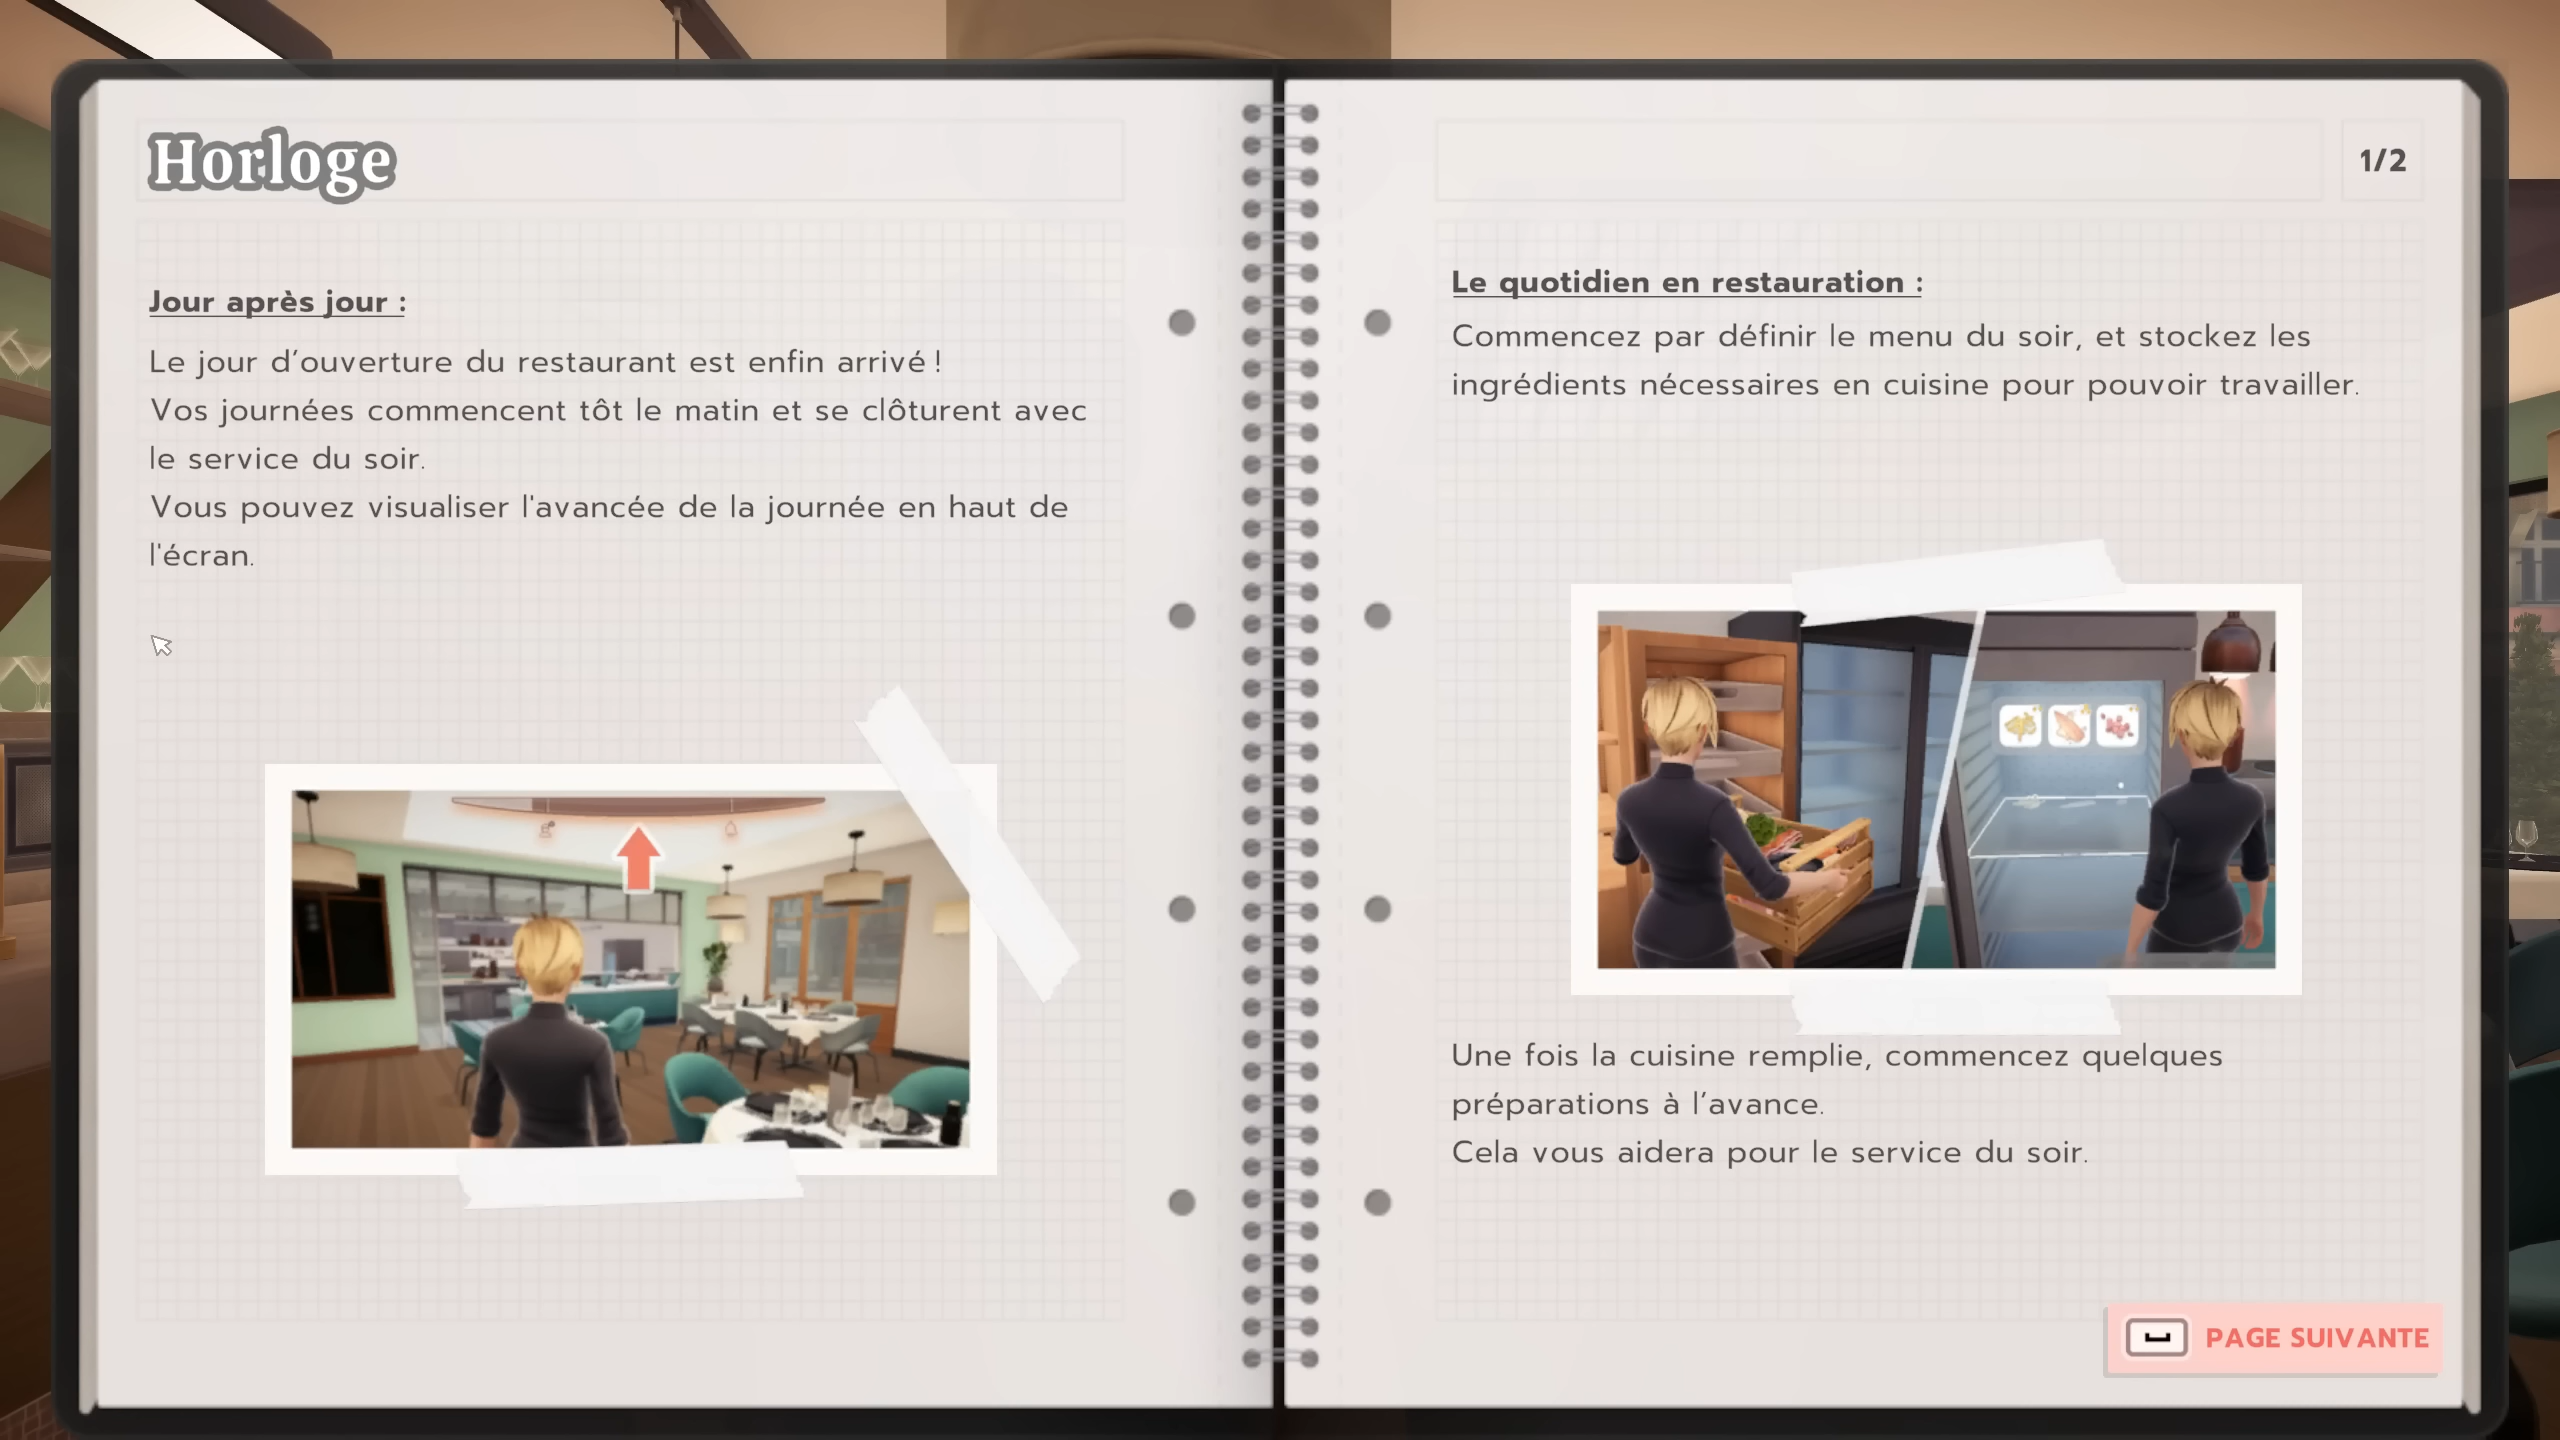 Horloge
Jour après jour :
Le jour d’ouverture du restaurant est enfin arrivé !
Vos journées commencent tôt le matin et se clôturent avec
le service du soir.
Vous pouvez visualiser l'avancée de la journée en haut de
l'écran.
1/2
Le quotidien en restauration :
Commencez par définir le menu du soir, et stockez les
ingrédients nécessaires en cuisine pour pouvoir travailler.
Une fois la cuisine remplie, commencez quelques
préparations à l’avance.
Cela vous aidera pour le service du soir.
PAGE SUIVANTE